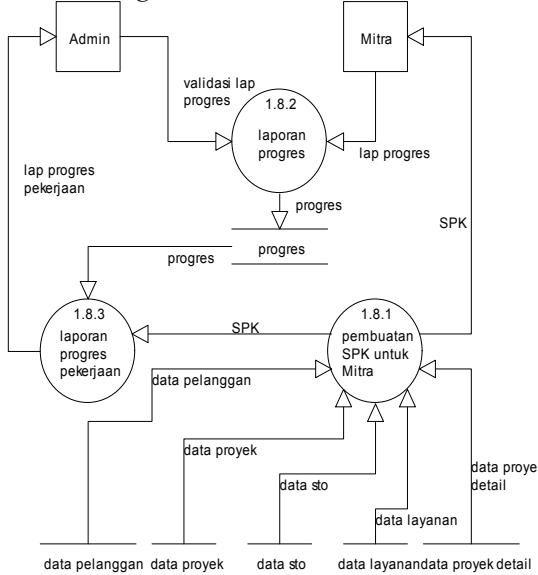 Admin
Mitra
validasi lap
progres
1.8.2
laporan
progres
lap progres
lap progres
pekerjaan
progres
SPK
progres
progres
1.8.3
laporan
progres
pekerjaan
SPK
1.8.1
pembuatan
SPK untuk
Mitra
data pelanggan
data proyek
data proye
detail
data sto
data layanan
data pelanggan
data proyek
data sto
data layanan
data proyek detail